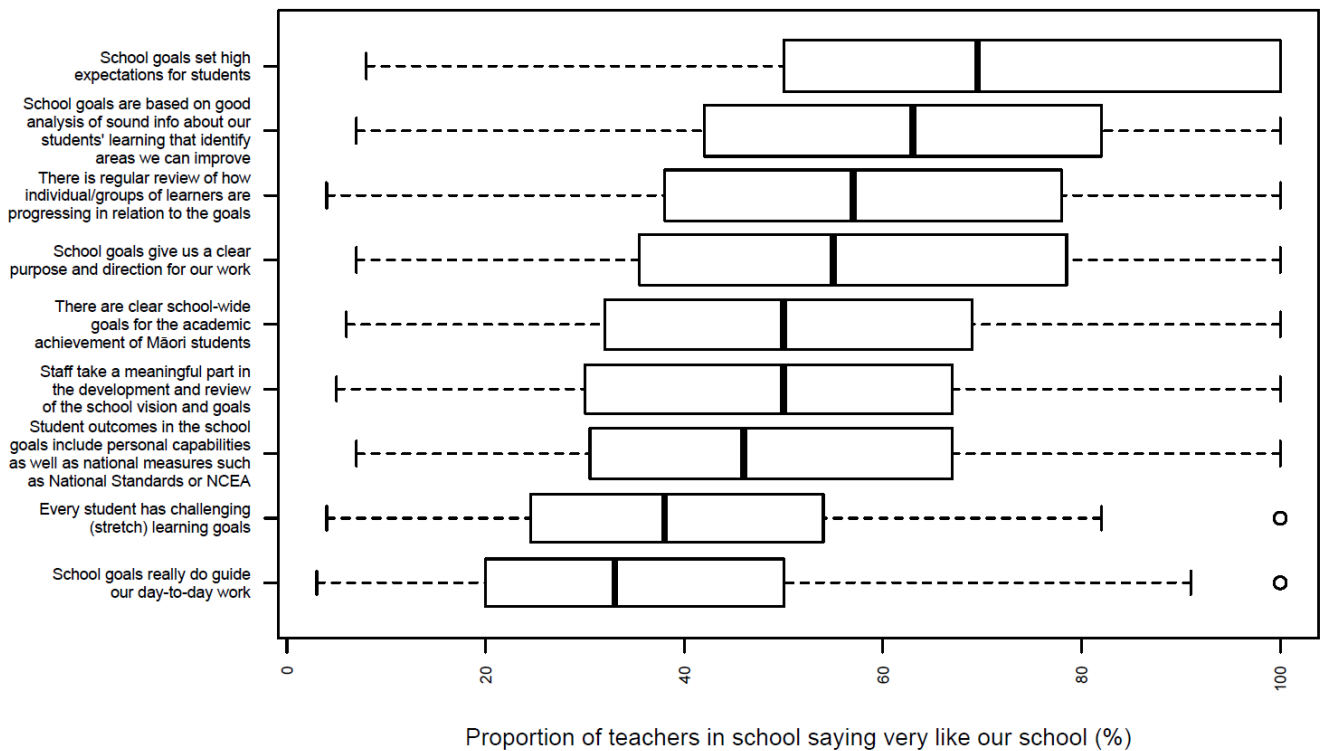 School goals set high
expectations for students
School goals are based on good
analysis of sound info about our
students' learning that identify
areas we can improve
There is regular review of how
individual/groups of learners are
progressing in relation to the goals
School goals give us a clear
purpose and direction for our work
There are clear school-wide
goals for the academic
achievement of Māori students
Staff take a meaningful part in
the development and review
of the school vision and goals
Student outcomes in the school
goals include personal capabilities
as well as national measures such
as National Standards or NCEA
Every student has challenging
(stretch) learning goals
School goals really do guide
our day-to-day work
0
20
40
60
80
100
Proportion of teachers in school saying very like our school (%)